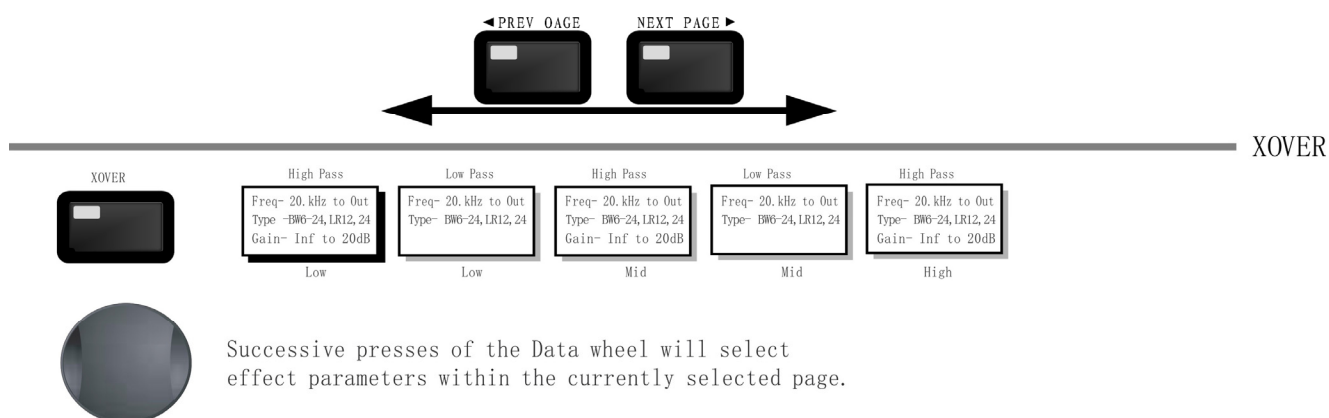 ◄PREV OAGE NEXT PAGE►
XOVER
XOVER
High Pass
Freq- 20.kHz to Out
Type -BW6-24,LR12,24
Gain- Inf to 20dB
Low
Low Pass
Freq- 20.kHz to Out
Type- BW6-24,LR12,24
Low
High Pass
Freq- 20.kHz to Out
Type- BW6-24,LR12,24
Gain- Inf to 20dB
Mid
Low Pass
Freq- 20.kHz to Out
Type- BW6-24,LR12,24
Mid
High Pass
Freq- 20.kHz to Out
Type- BW6-24,LR12,24
Gain- Inf to 20dB
High
Successive presses of the Data wheel will select
effect parameters within the currently selected page.